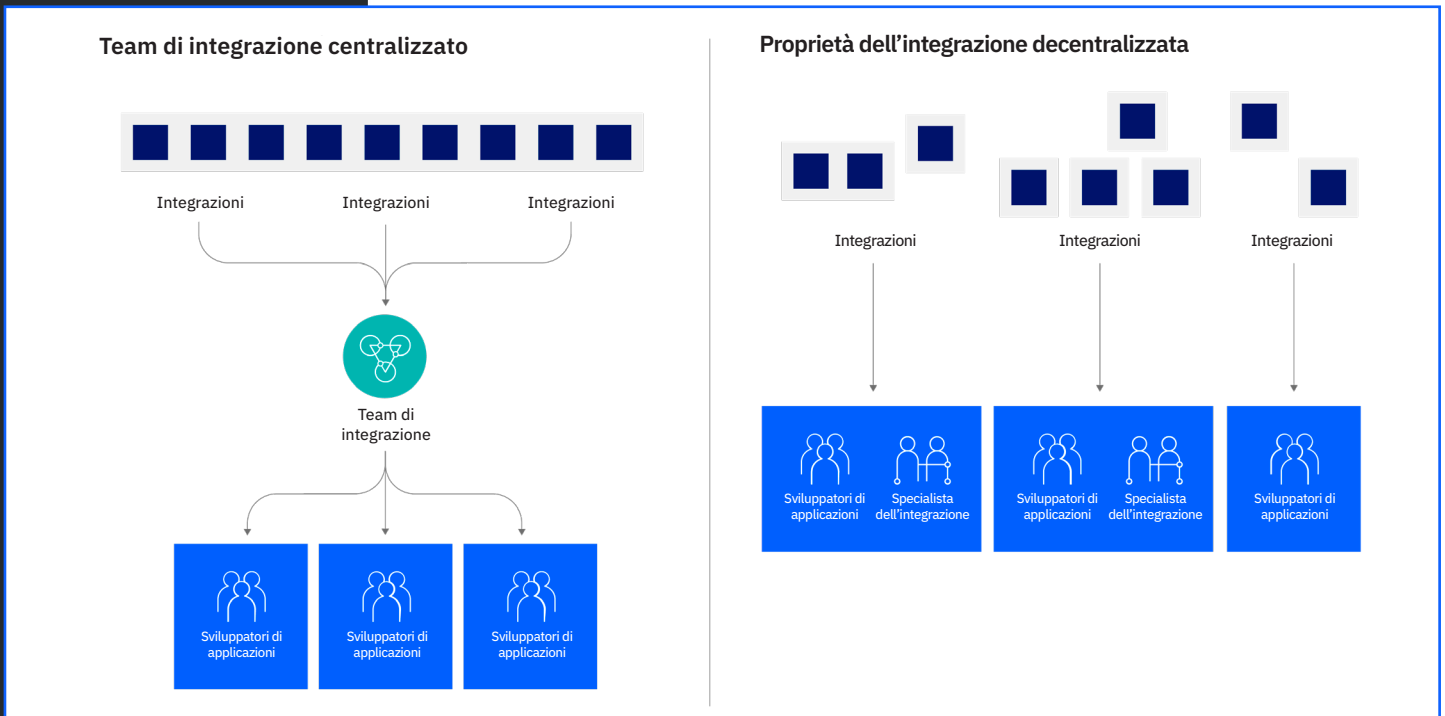 Team di integrazione centralizzato
Integrazioni
Integrazioni
Integrazioni
Team di
integrazione
Sviluppatori di
applicazioni
Sviluppatori di
applicazioni
Sviluppatori di
applicazioni
Proprietà dell’integrazione decentralizzata
Integrazioni
Integrazioni
Integrazioni
Sviluppatori di
applicazioni
Specialista
dell’integrazione
Sviluppatori di
applicazioni
Specialista
dell’integrazione
Sviluppatori di
applicazioni